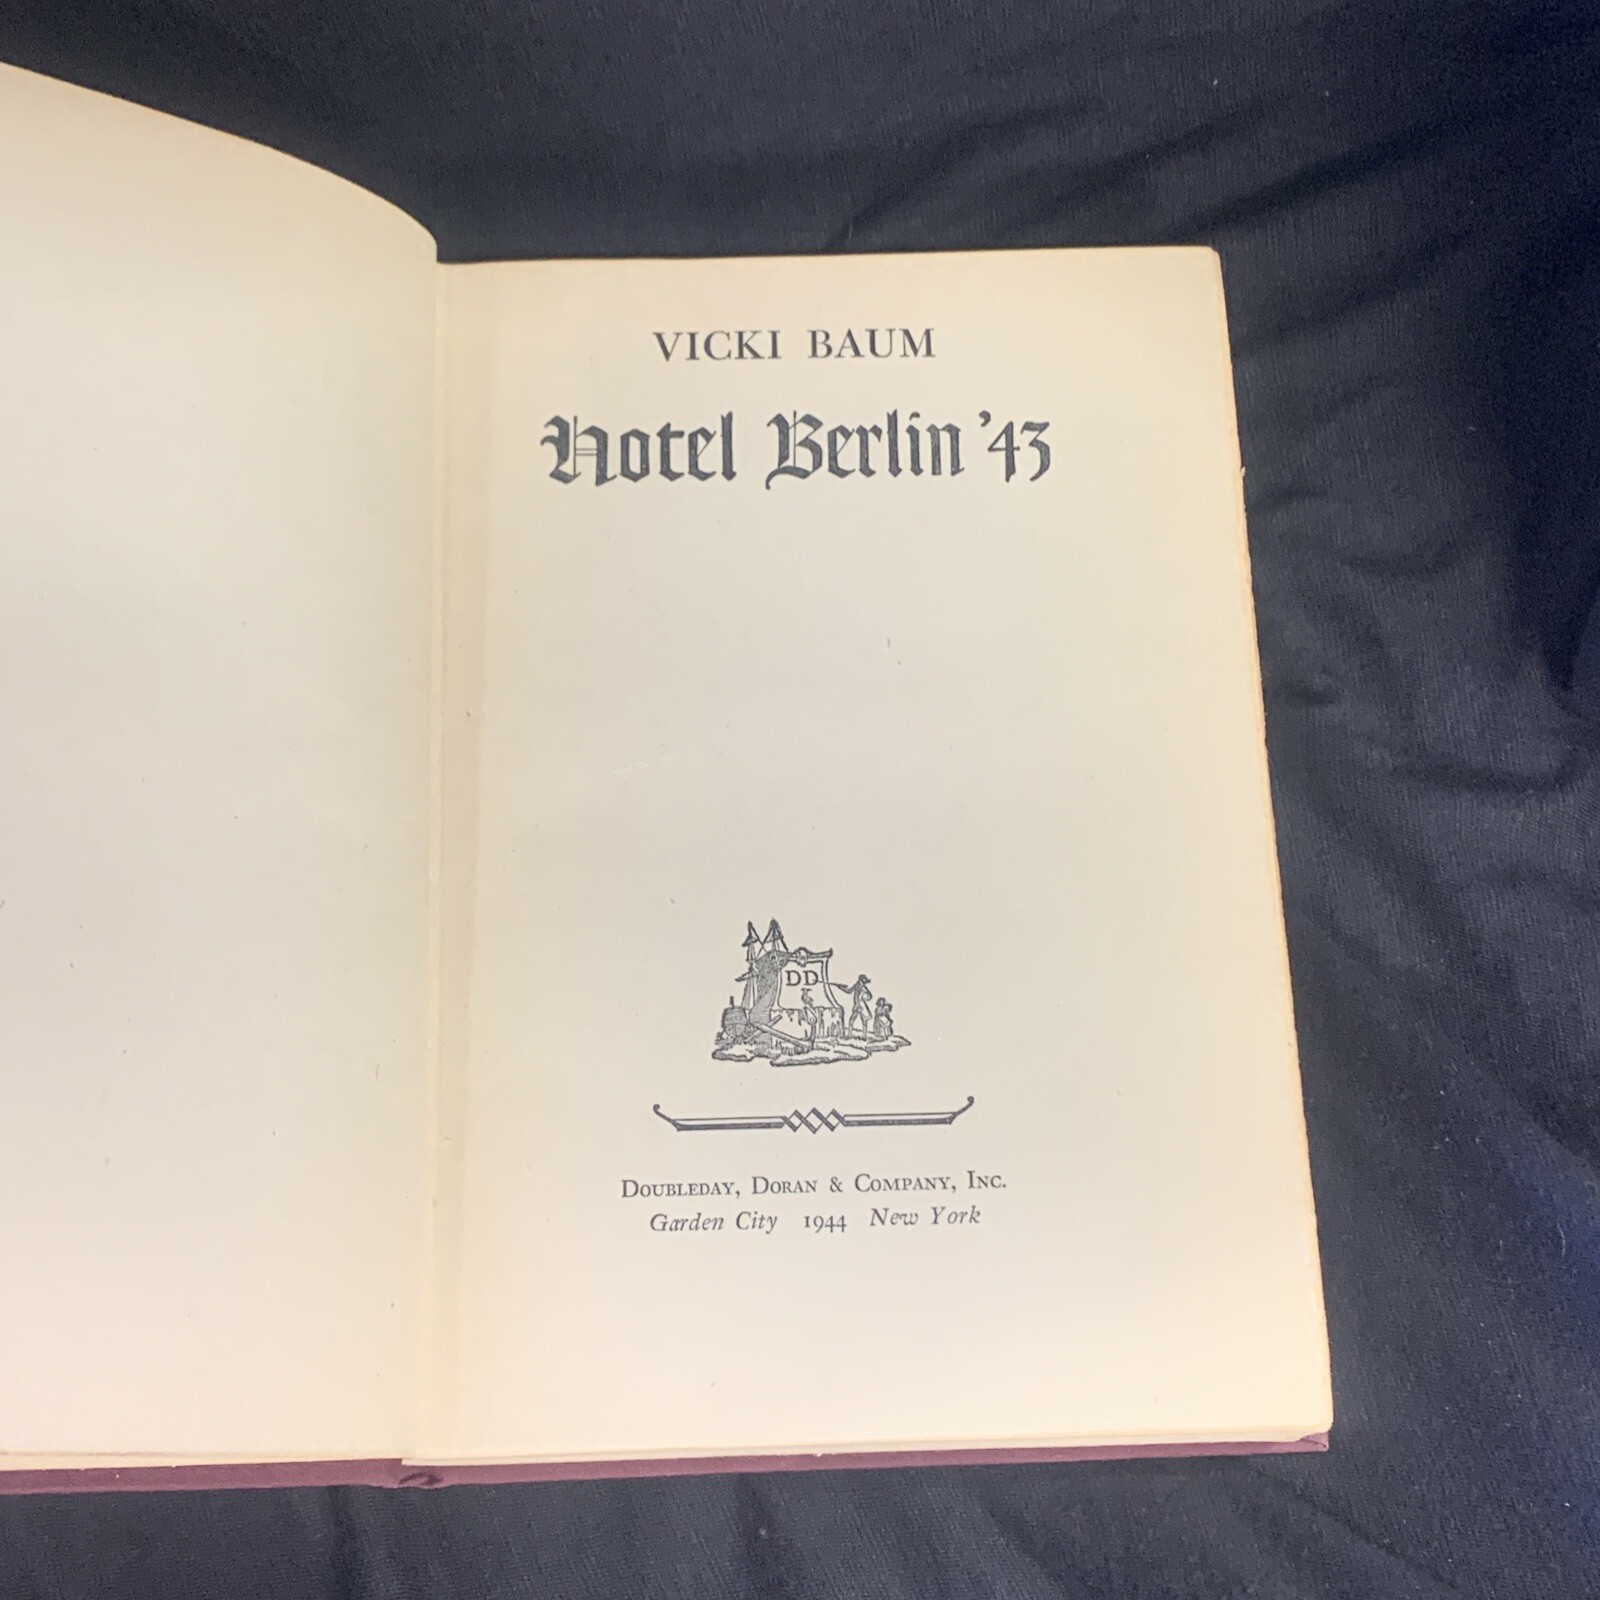 VICKI BAUM
Hotel Berlin '43
DD
DOUBLEDAY, DORAN & COMPANY, INC.
Garden City 1944 New York